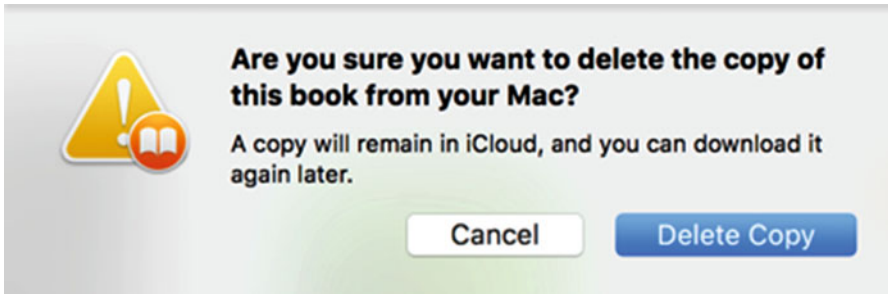 Are you sure you want to delete the copy of
this book from your Mac?
A copy will remain in iCloud, and you can download it
again later.
Cancel
Delete Copy